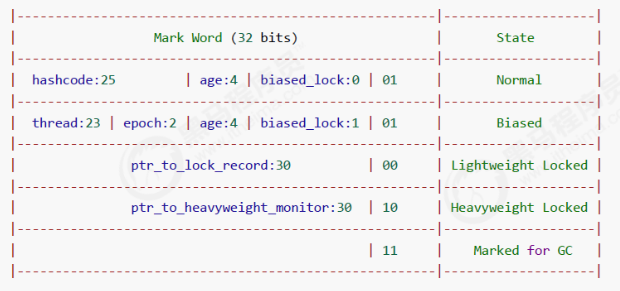 |-------------------------------------------------------|--------------------|
| Mark Word (32 bits) | State |
|-------------------------------------------------------|--------------------|
| hashcode:25 | age:4 | biased_lock:0 | 01 | Normal |
|-------------------------------------------------------|--------------------|
| thread:23 | epoch:2 | age:4 | biased_lock:1 | 01 | Biased |
|-------------------------------------------------------|--------------------|
| ptr_to_lock_record:30 | 00 | Lightweight Locked |
|-------------------------------------------------------|--------------------|
| ptr_to_heavyweight_monitor:30 | 10 | Heavyweight Locked |
|-------------------------------------------------------|--------------------|
| | 11 | Marked for GC |
|-------------------------------------------------------|--------------------|